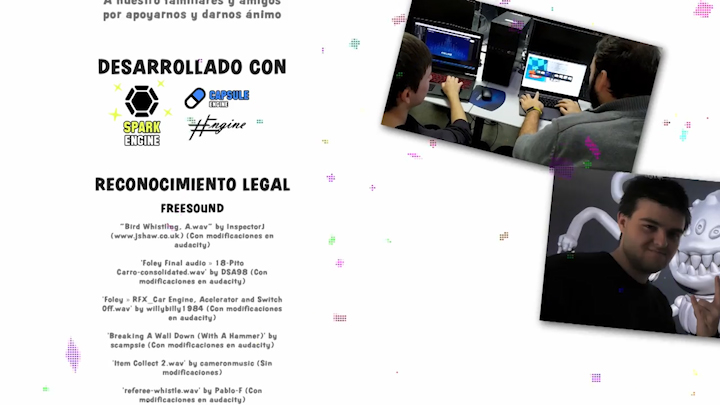 A nuestro familiares y amigos
por apoyarnos y darnos ánimo
DESARROLLADO CON
SPARK
ENGINE
CAPSULE
ENGINE
#Engine
RECONOCIMIENTO LEGAL
FREESOUND
"Bird Whistling, A.wav" by InspectorJ
(www.jshaw.co.uk) (Con modificaciones en
audacity)
'Foley Final audio » 18-Pito
Carro-consolidated.wav' by DSA98 (Con
modificaciones en audacity)
'Foley » RFX_Car Engine, Acelerator and Switch
Off.wav' by willybilly1984 (Con modificaciones
en audacity)
'Breaking A Wall Down (With A Hammer)' by
scampsie (Con modificaciones en audacity)
'Item Collect 2.wav' by cameronmusic (Sin
modificaciones)
'referee-whistle.wav' by Pablo-F (Con
modificaciones en audacity)